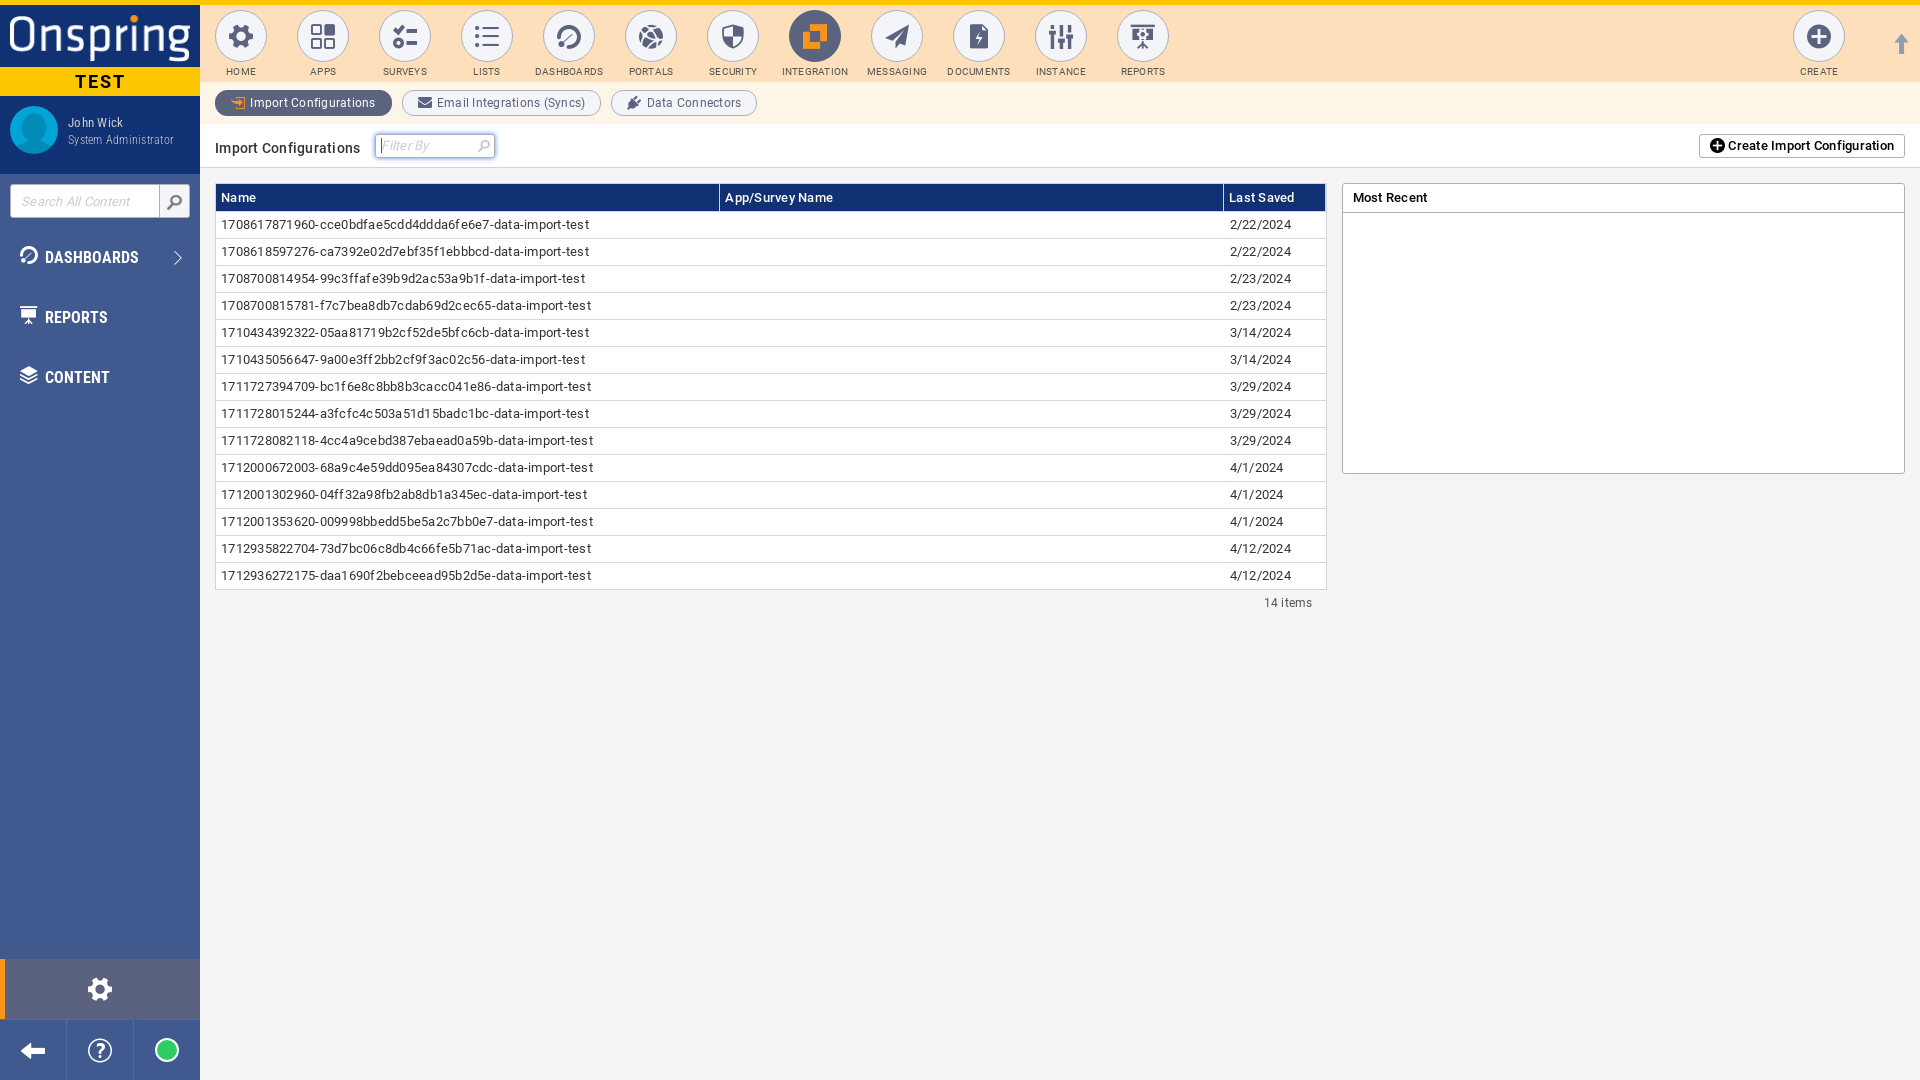 Onspring
TEST
John Wick
System Administrator
Search All Content
DASHBOARDS
REPORTS
CONTENT
HOME
APPS
SURVEYS
LISTS
DASHBOARDS
PORTALS
SECURITY
INTEGRATION
MESSAGING
DOCUMENTS
INSTANCE
REPORTS
CREATE
Import Configurations
Email Integrations (Syncs)
Data Connectors
Import Configurations
Filter By
Create Import Configuration
Name App/Survey Name Last Saved
1708617871960-cce0bdfae5cdd4ddda6fe6e7-data-import-test 2/22/2024
1708618597276-ca7392e02d7ebf35f1ebbbcd-data-import-test 2/22/2024
1708700814954-99c3ffafe39b9d2ac53a9b1f-data-import-test 2/23/2024
1708700815781-f7c7bea8db7cdab69d2cec65-data-import-test 2/23/2024
1710434392322-05aa81719b2cf52de5bfc6cb-data-import-test 3/14/2024
1710435056647-9a00e3ff2bb2cf9f3ac02c56-data-import-test 3/14/2024
1711727394709-bc1f6e8c8bb8b3cacc041e86-data-import-test 3/29/2024
1711728015244-a3fcfc4c503a51d15badc1bc-data-import-test 3/29/2024
1711728082118-4cc4a9cebd387ebaead0a59b-data-import-test 3/29/2024
1712000672003-68a9c4e59dd095ea84307cdc-data-import-test 4/1/2024
1712001302960-04ff32a98fb2ab8db1a345ec-data-import-test 4/1/2024
1712001353620-009998bbedd5be5a2c7bb0e7-data-import-test 4/1/2024
1712935822704-73d7bc06c8db4c66fe5b71ac-data-import-test 4/12/2024
1712936272175-daa1690f2bebceead95b2d5e-data-import-test 4/12/2024
14 items
Most Recent